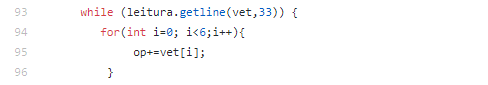 93 while (leitura.getline(vet,33)) {
94 for(int i=0; i<6;i++){
95 op+=vet[i];
96 }